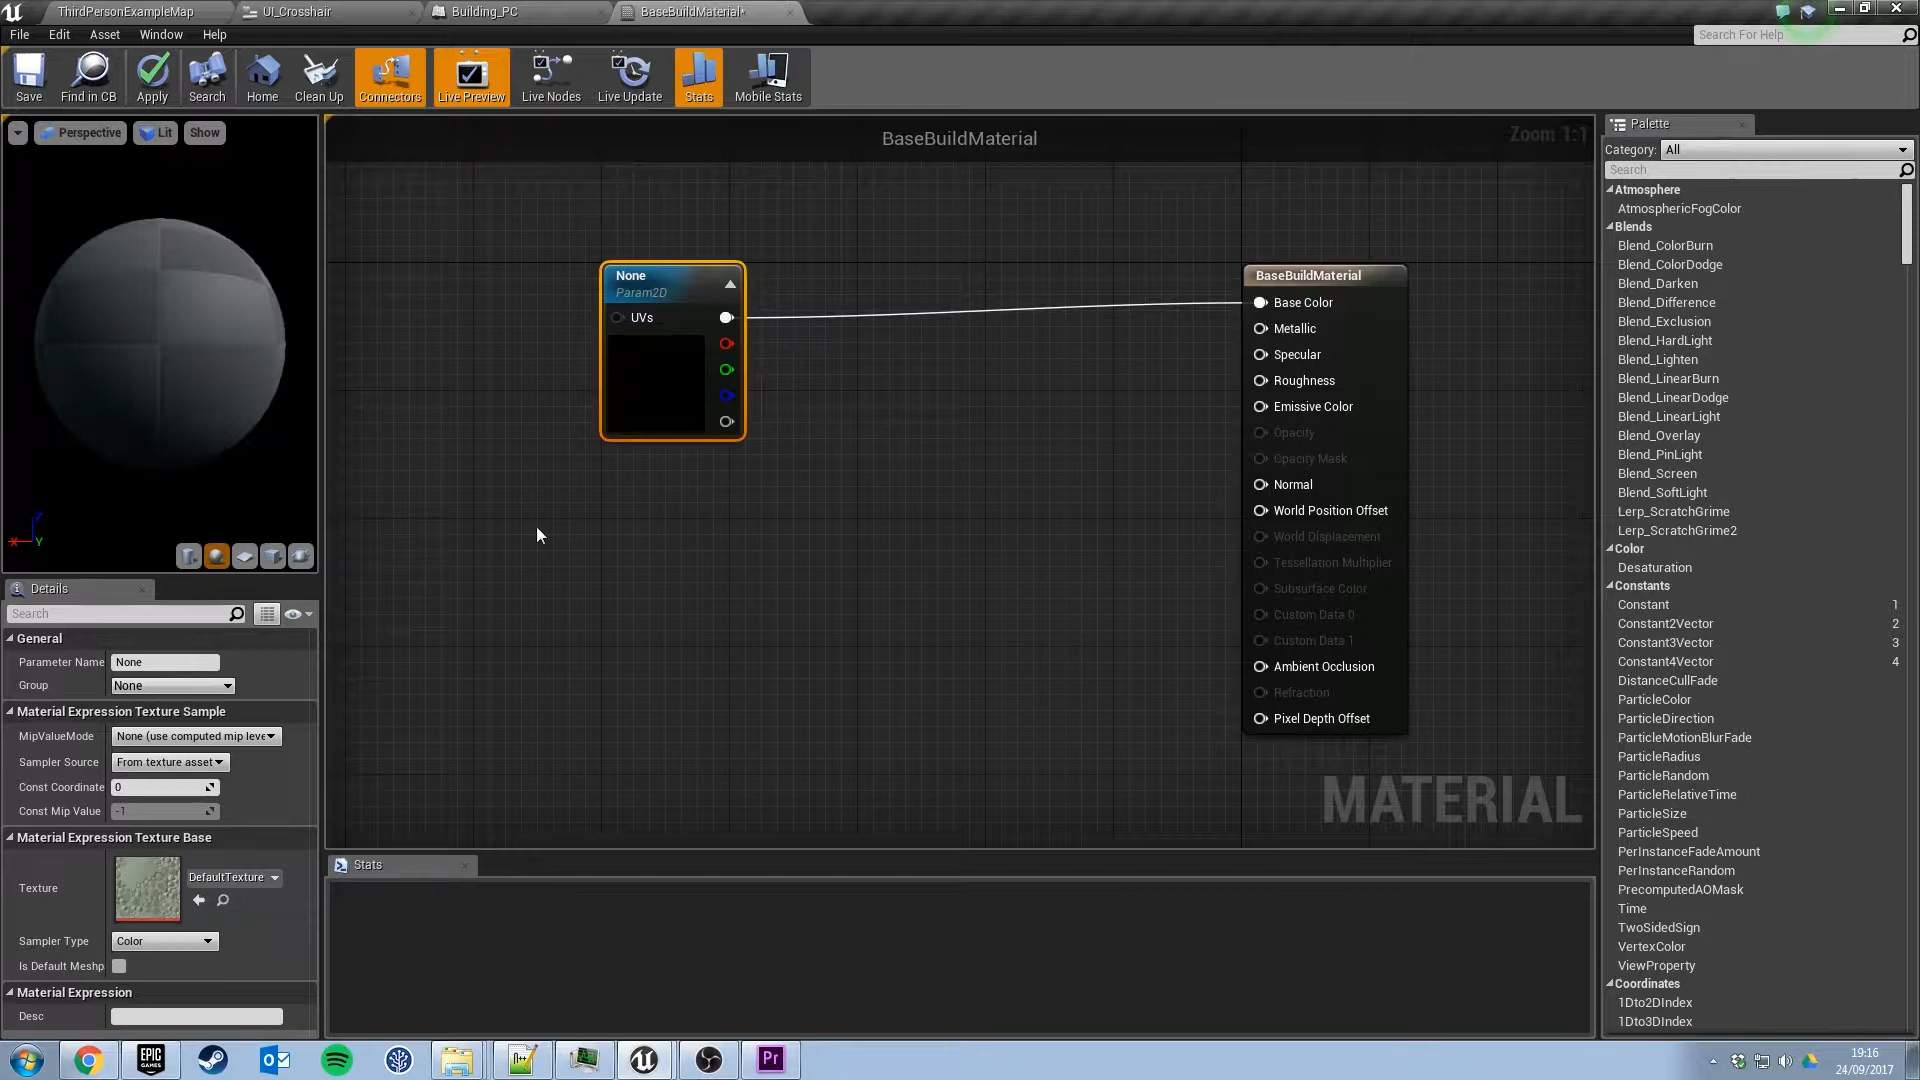 ThirdPersonExampleMap
UI_Crosshair
Building_PC
BaseBuildMaterial*
File Edit Asset Window Help
Search For Help
Save
Find in CB
Apply
Search
Home
Clean Up
Connectors
Live Preview
Live Nodes
Live Update
Stats
Mobile Stats
Perspective
Lit
Show
BaseBuildMaterial
Zoom 1:1
None
Param2D
UVs
BaseBuildMaterial
Base Color
Metallic
Specular
Roughness
Emissive Color
Opacity
Opacity Mask
Normal
World Position Offset
World Displacement
Tessellation Multiplier
Subsurface Color
Custom Data 0
Custom Data 1
Ambient Occlusion
Refraction
Pixel Depth Offset
MATERIAL
X
Y
Z
Details
Search
General
Parameter Name None
Group None
Material Expression Texture Sample
MipValueMode None (use computed mip leve
Sampler Source From texture asset
Const Coordinate 0
Const Mip Value -1
Material Expression Texture Base
Texture
DefaultTexture
Sampler Type Color
Is Default Meshp
Material Expression
Desc
Stats
Palette
Category: All
Search
Atmosphere
AtmosphericFogColor
Blends
Blend_ColorBurn
Blend_ColorDodge
Blend_Darken
Blend_Difference
Blend_Exclusion
Blend_HardLight
Blend_Lighten
Blend_LinearBurn
Blend_LinearDodge
Blend_LinearLight
Blend_Overlay
Blend_PinLight
Blend_Screen
Blend_SoftLight
Lerp_ScratchGrime
Lerp_ScratchGrime2
Color
Desaturation
Constants
Constant 1
Constant2Vector 2
Constant3Vector 3
Constant4Vector 4
DistanceCullFade
ParticleColor
ParticleDirection
ParticleMotionBlurFade
ParticleRadius
ParticleRandom
ParticleRelativeTime
ParticleSize
ParticleSpeed
PerInstanceFadeAmount
PerInstanceRandom
PrecomputedAOMask
Time
TwoSidedSign
VertexColor
ViewProperty
Coordinates
1Dto2DIndex
1Dto3DIndex
EPIC
GAMES
Pr
19:16
24/09/2017